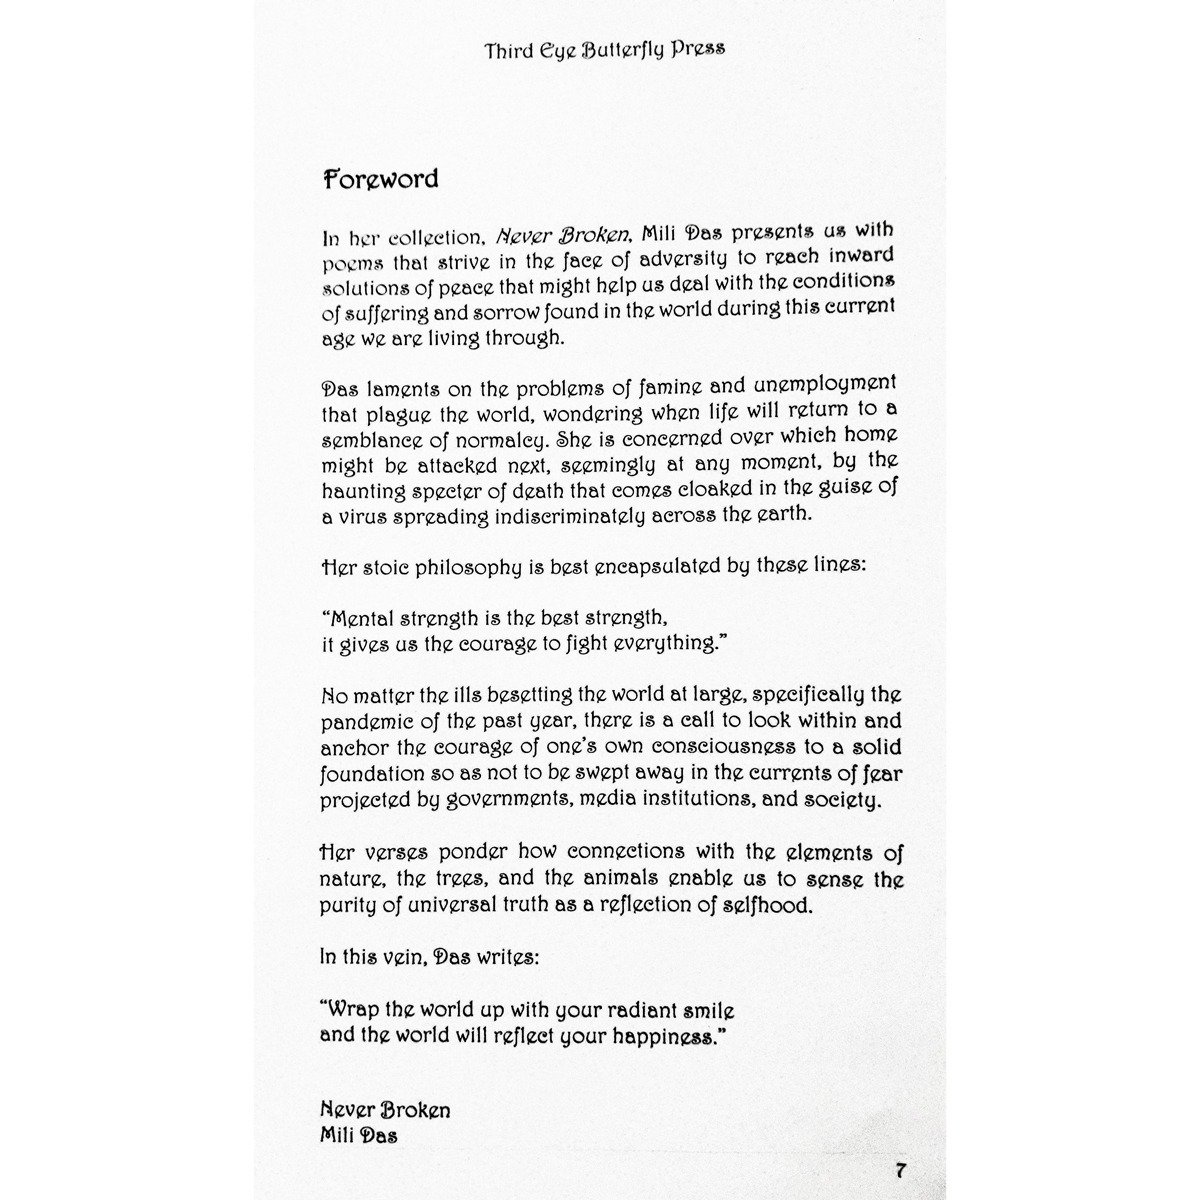 Third Eye Butterfly Press
Foreword
In her collection, Never Broken, Mili Das presents us with
poems that strive in the face of adversity to reach inward
solutions of peace that might help us deal with the conditions
of suffering and sorrow found in the world during this current
age we are living through.
Das laments on the problems of famine and unemployment
that plague the world, wondering when life will return to a
semblance of normalcy. She is concerned over which home
might be attacked next, seemingly at any moment, by the
haunting specter of death that comes cloaked in the guise of
a virus spreading indiscriminately across the earth.
Her stoic philosophy is best encapsulated by these lines:
“Mental strength is the best strength,
it gives us the courage to fight everything.”
No matter the ills besetting the world at large, specifically the
pandemic of the past year, there is a call to look within and
anchor the courage of one’s own consciousness to a solid
foundation so as not to be swept away in the currents of fear
projected by governments, media institutions, and society.
Her verses ponder how connections with the elements of
nature, the trees, and the animals enable us to sense the
purity of universal truth as a reflection of selfhood.
In this vein, Das writes:
“Wrap the world up with your radiant smile
and the world will reflect your happiness.”
Never Broken
Mili Das
7